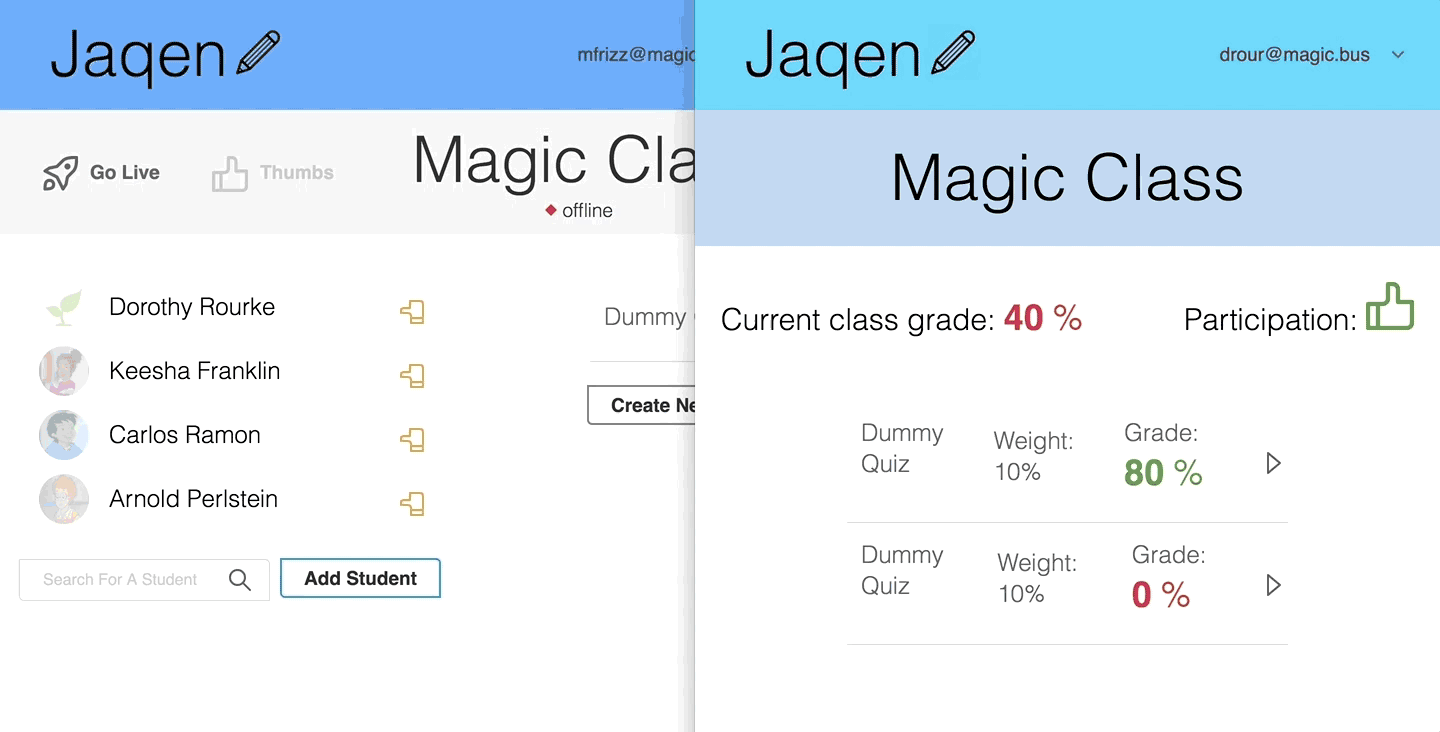 Jaqen
mfrizz@magic
Go Live
Thumbs
Magic Cla
offline
Dorothy Rourke
Keesha Franklin
Carlos Ramon
Arnold Perlstein
Search For A Student
Add Student
Dummy
Create Ne
Jaqen
drour@magic.bus
Magic Class
Current class grade: 40 %
Participation:
Dummy
Quiz
Weight:
10%
Grade:
80 %
Dummy
Quiz
Weight:
10%
Grade:
0 %